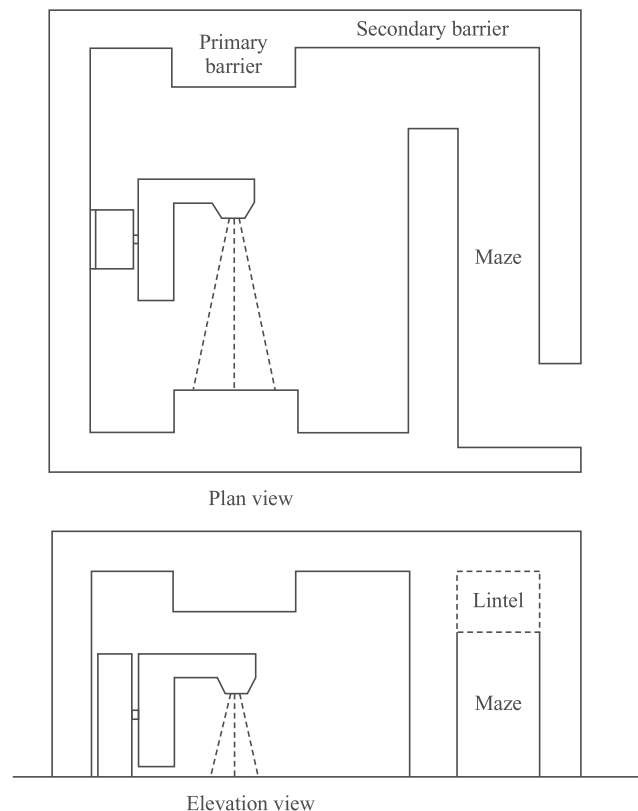 Primary
barrier
Secondary barrier
Maze
Plan view
Lintel
Maze
Elevation view